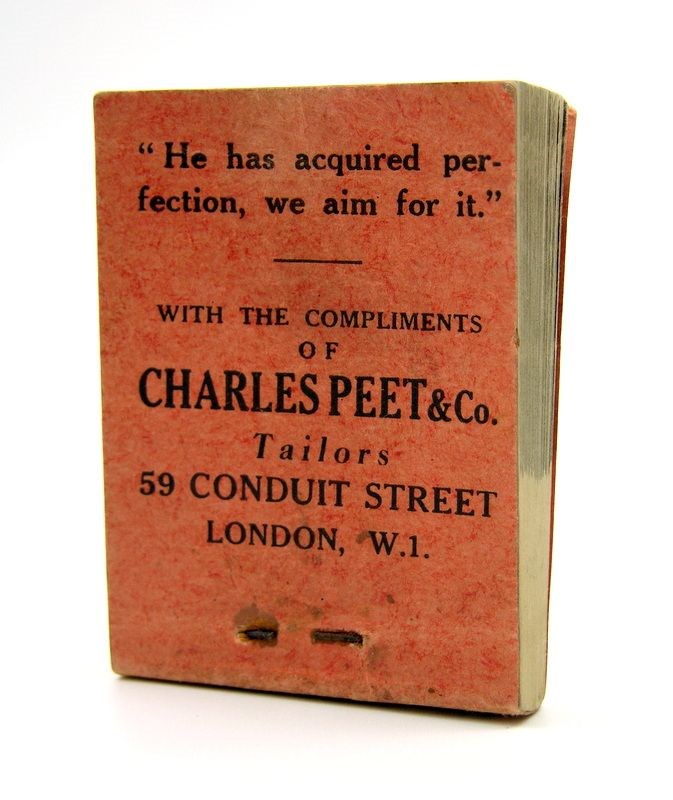 “ He has acquired per-
fection, we aim for it.”
WITH THE COMPLIMENTS
OF
CHARLES PEET & Co.
Tailors
59 CONDUIT STREET
LONDON, W.1.